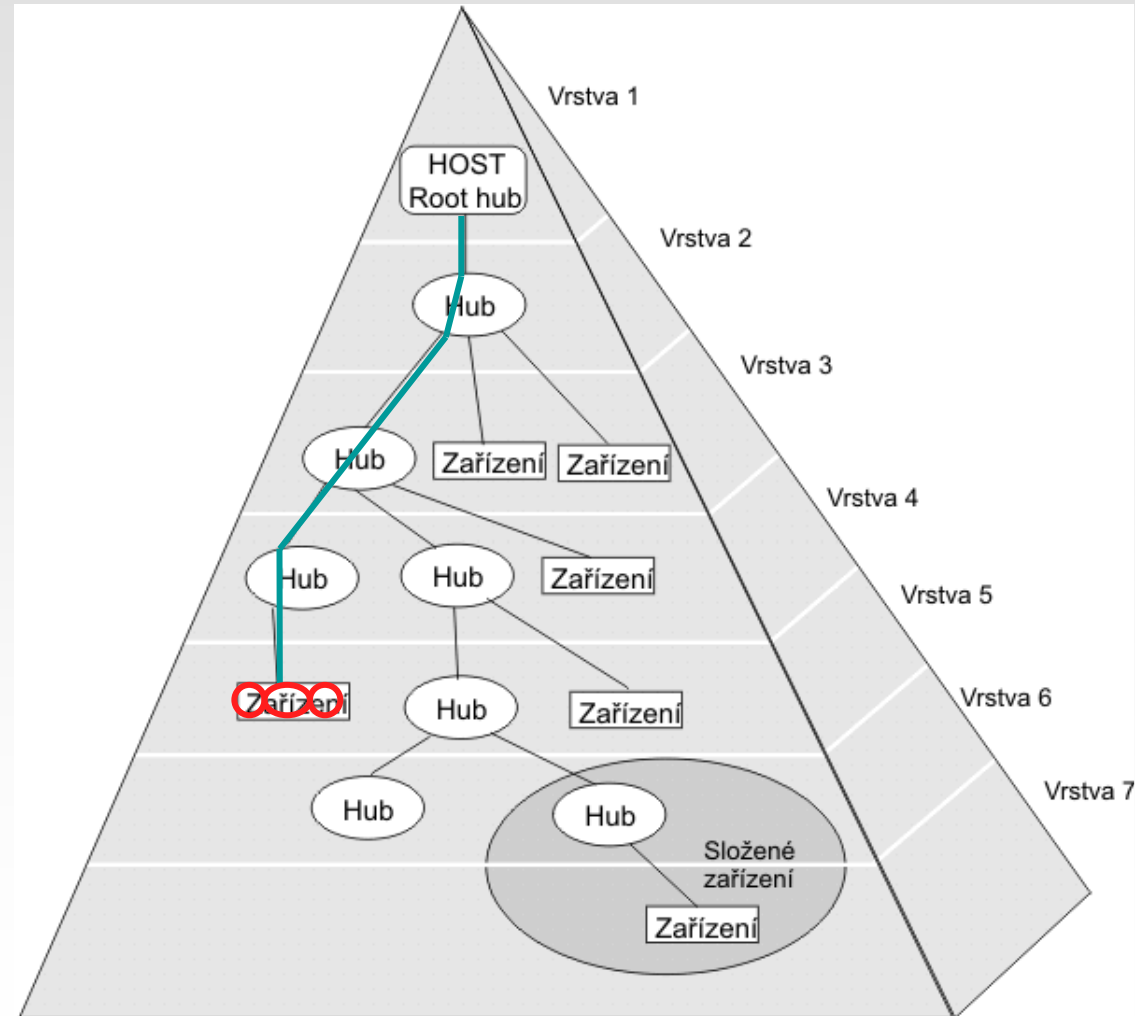 Vrstva 1
HOST
Root hub
Vrstva 2
Hub
Vrstva 3
Hub
Zařízení
Zařízení
Vrstva 4
Hub
Hub
Zařízení
Vrstva 5
Zařízení
Hub
Zařízení
Vrstva 6
Hub
Hub
Vrstva 7
Složené
zařízení
Zařízení